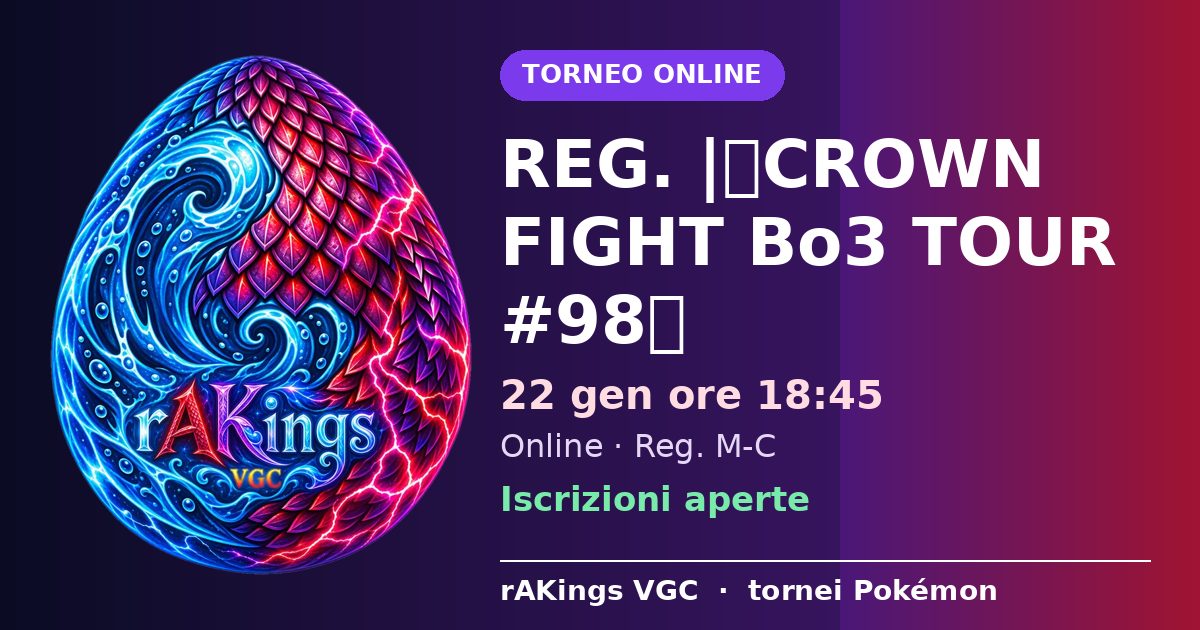 TORNEO ONLINE
REG. |▯CROWN
FIGHT Bo3 TOUR
#98▯
22 gen ore 18:45
Online · Reg. M-C
Iscrizioni aperte
rAKings
VGC
rAKings VGC · tornei Pokémon